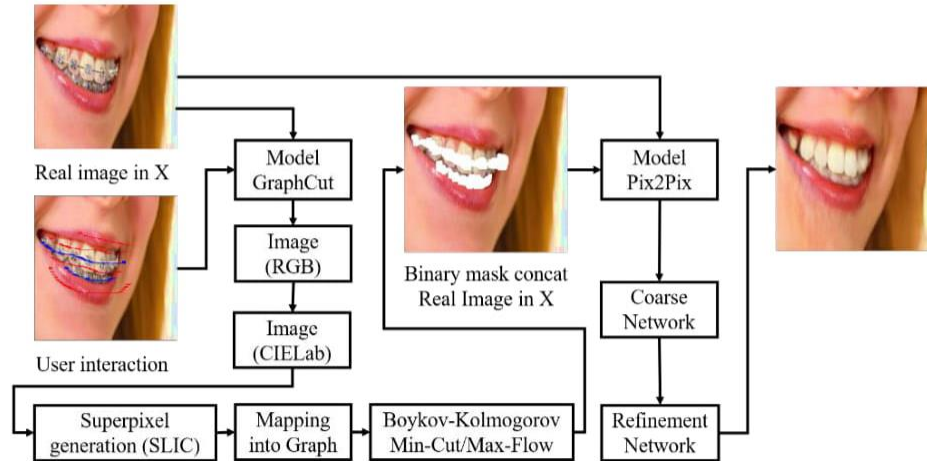 Real image in X
User interaction
Model
GraphCut
Image
(RGB)
Image
(CIELab)
Superpixel
generation (SLIC)
Mapping
into Graph
Boykov-Kolmogorov
Min-Cut/Max-Flow
Binary mask concat
Real Image in X
Model
Pix2Pix
Coarse
Network
Refinement
Network